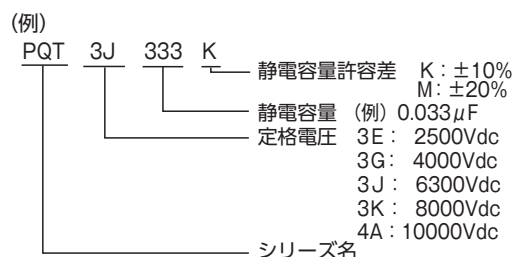 (例)
PQT 3J 333 K
静電容量許容差 K：±10%
M：±20%
静電容量 (例) 0.033μF
定格電圧 3E： 2500Vdc
3G： 4000Vdc
3J： 6300Vdc
3K： 8000Vdc
4A：10000Vdc
シリーズ名